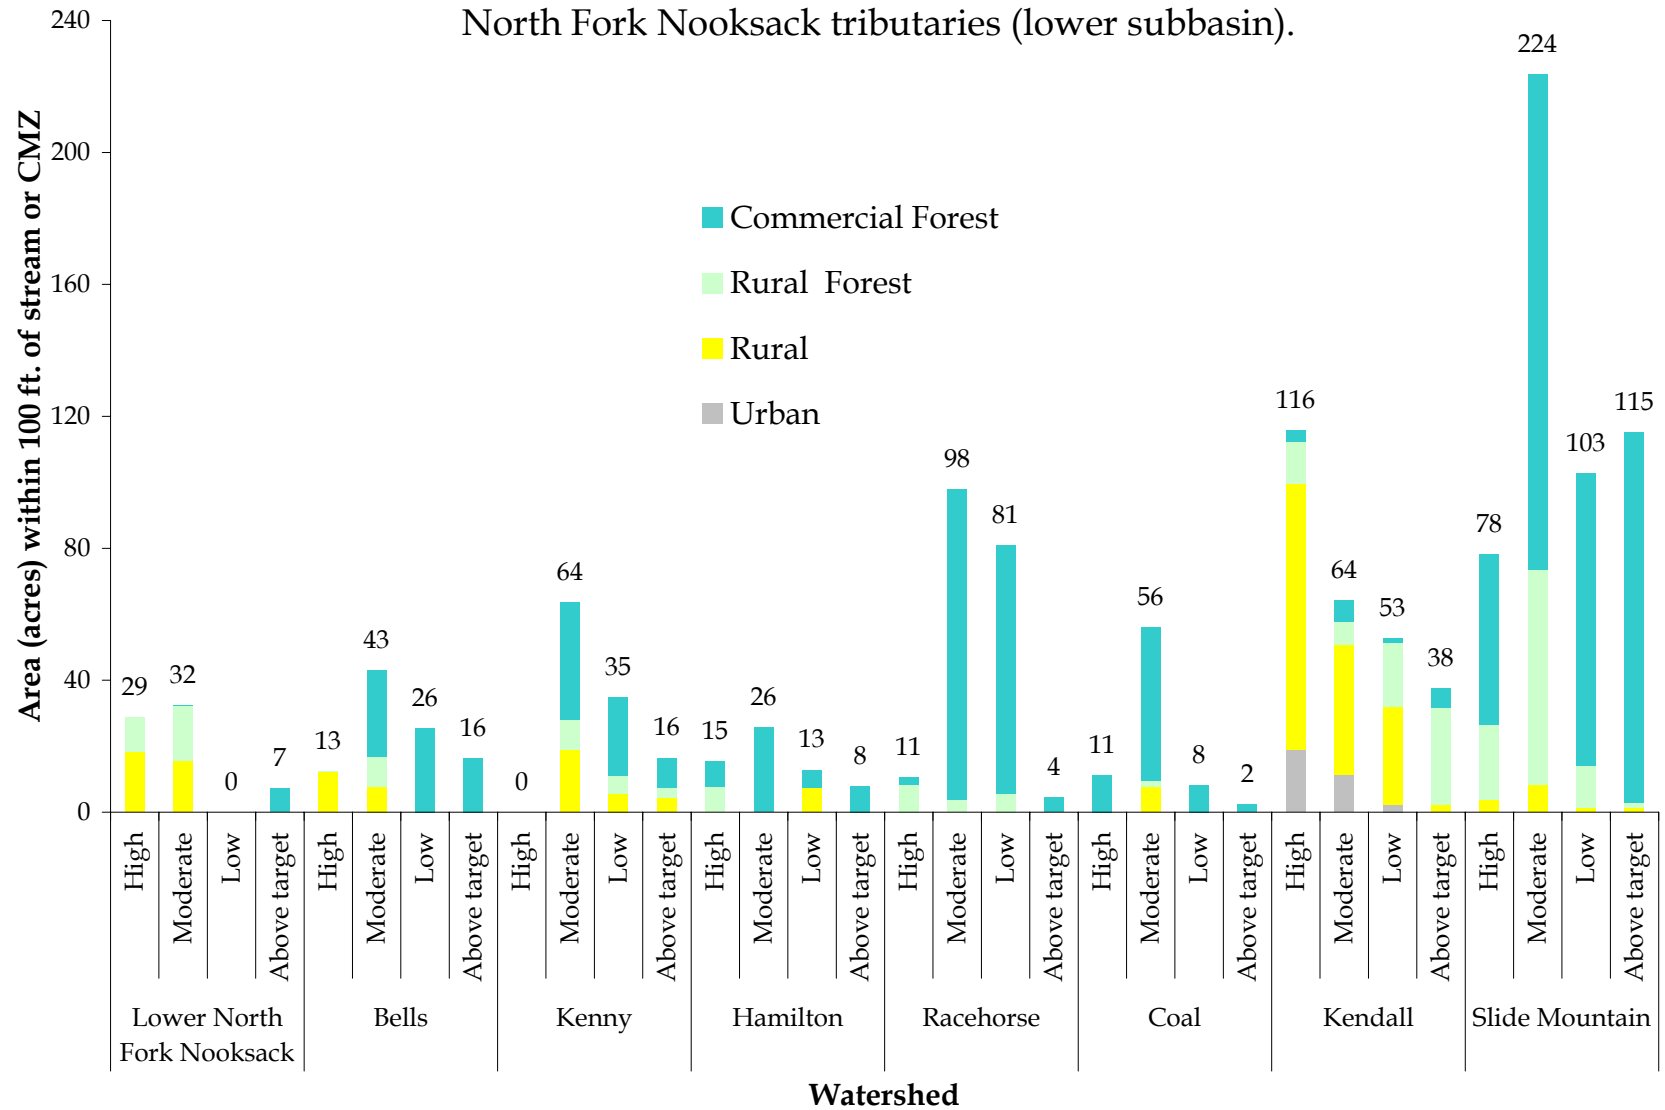 North Fork Nooksack tributaries (lower subbasin).
Area (acres) within 100 ft. of stream or CMZ
240
200
160
120
80
40
0
Commercial Forest
Rural Forest
Rural
Urban
29
32
0
7
13
43
26
16
0
64
35
16
15
26
13
8
11
98
81
4
11
56
8
2
116
64
53
38
78
224
103
115
High
Moderate
Low
Above target
High
Moderate
Low
Above target
High
Moderate
Low
Above target
High
Moderate
Low
Above target
High
Moderate
Low
Above target
High
Moderate
Low
Above target
High
Moderate
Low
Above target
High
Moderate
Low
Above target
Lower North
Fork Nooksack
Bells
Kenny
Hamilton
Racehorse
Coal
Kendall
Slide Mountain
Watershed